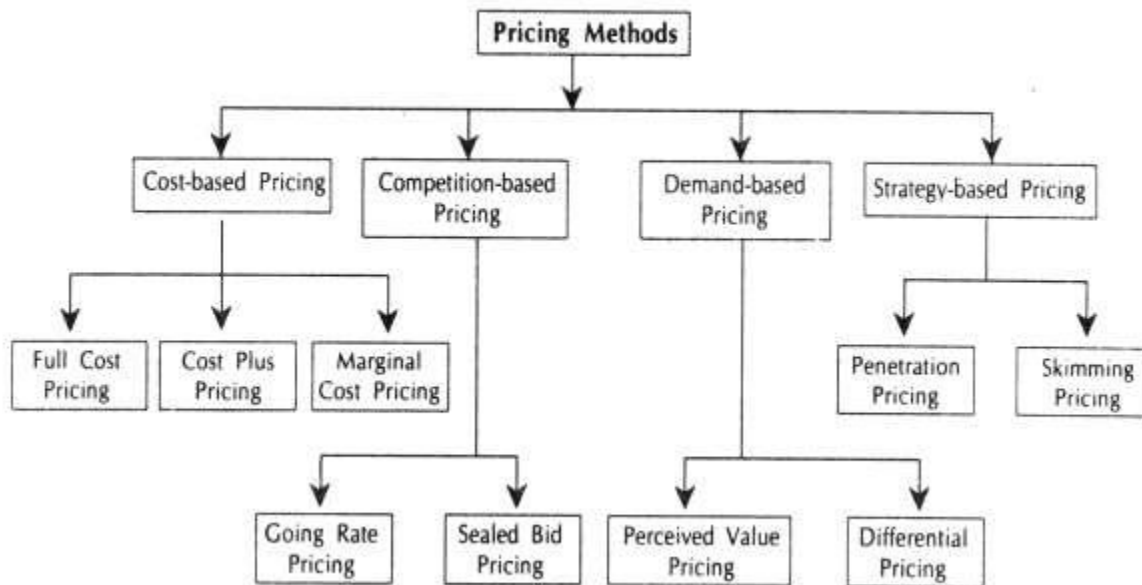 Pricing Methods
Cost-based Pricing
Competition-based
Pricing
Demand-based
Pricing
Strategy-based Pricing
Full Cost
Pricing
Cost Plus
Pricing
Marginal
Cost Pricing
Penetration
Pricing
Skimming
Pricing
Going Rate
Pricing
Sealed Bid
Pricing
Perceived Value
Pricing
Differential
Pricing